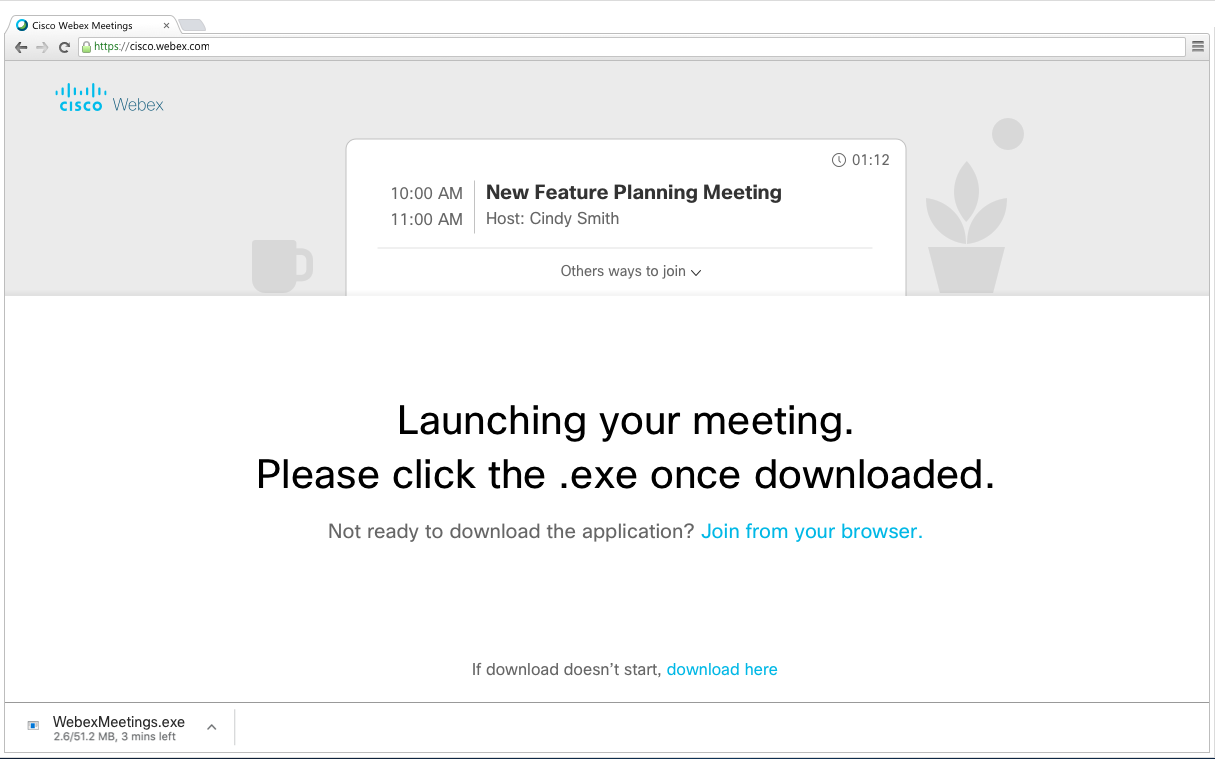 Cisco Webex Meetings
https://cisco.webex.com
cisco Webex
01:12
10:00 AM New Feature Planning Meeting
11:00 AM Host: Cindy Smith
Others ways to join
Launching your meeting.
Please click the .exe once downloaded.
Not ready to download the application? Join from your browser.
If download doesn't start, download here
WebexMeetings.exe
2.6/51.2 MB, 3 mins left